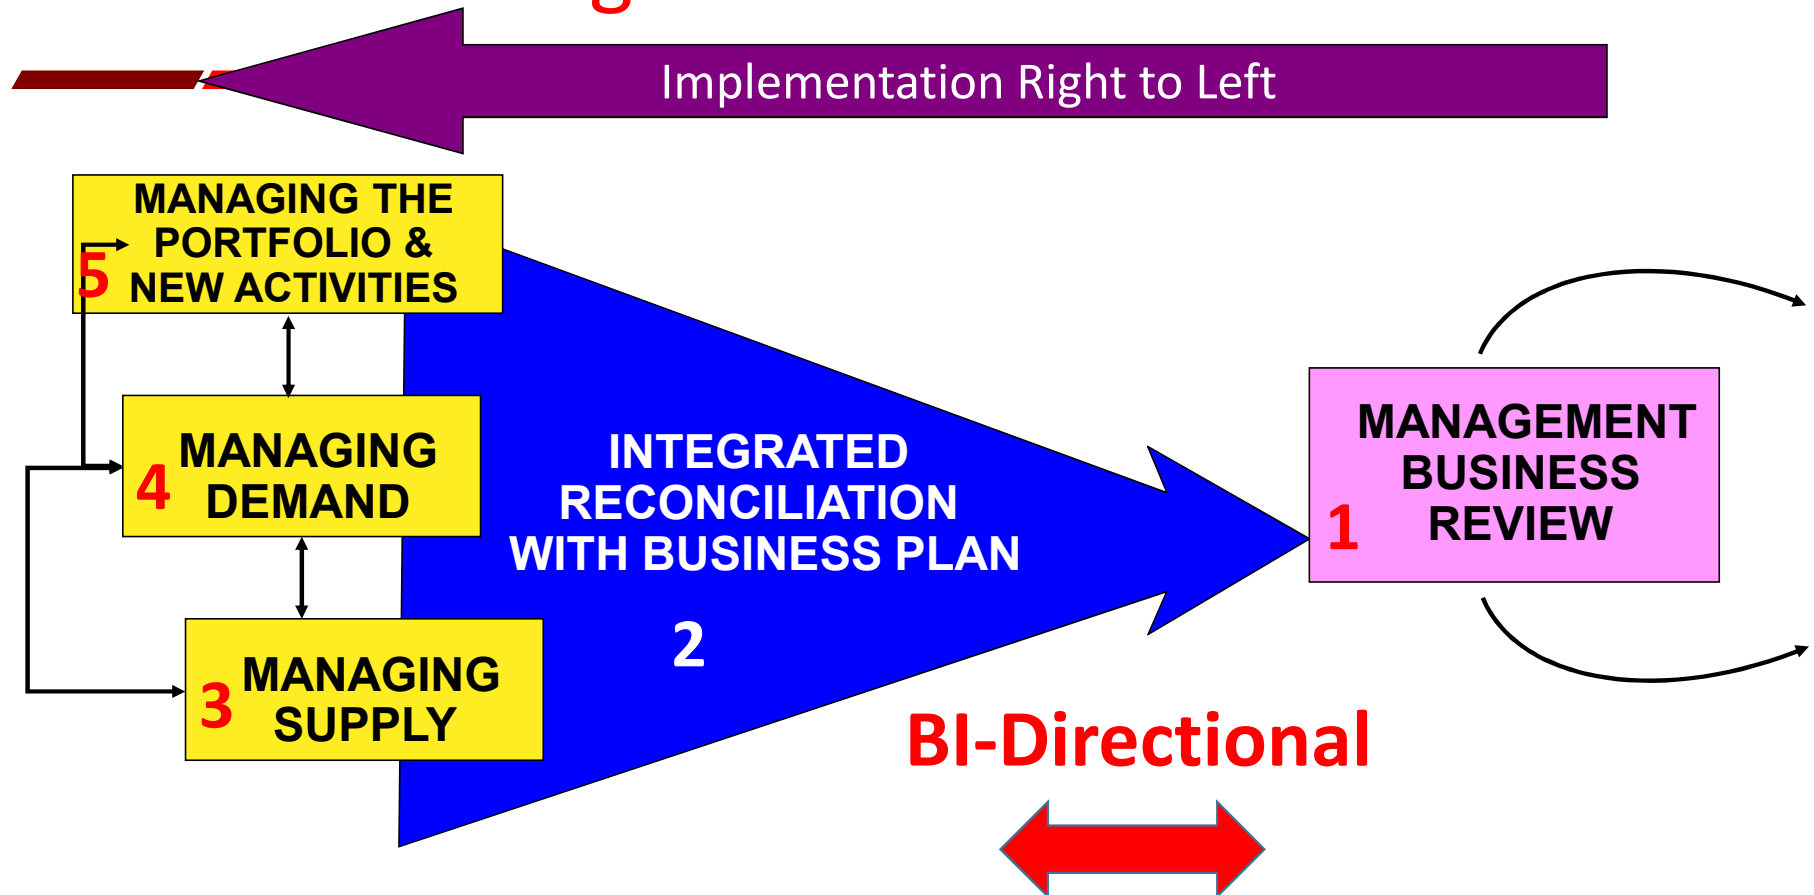 g
Implementation Right to Left
MANAGING THE
PORTFOLIO &
NEW ACTIVITIES
5
MANAGING
DEMAND
4
MANAGING
SUPPLY
3
INTEGRATED
RECONCILIATION
WITH BUSINESS PLAN
2
MANAGEMENT
BUSINESS
REVIEW
1
BI-Directional